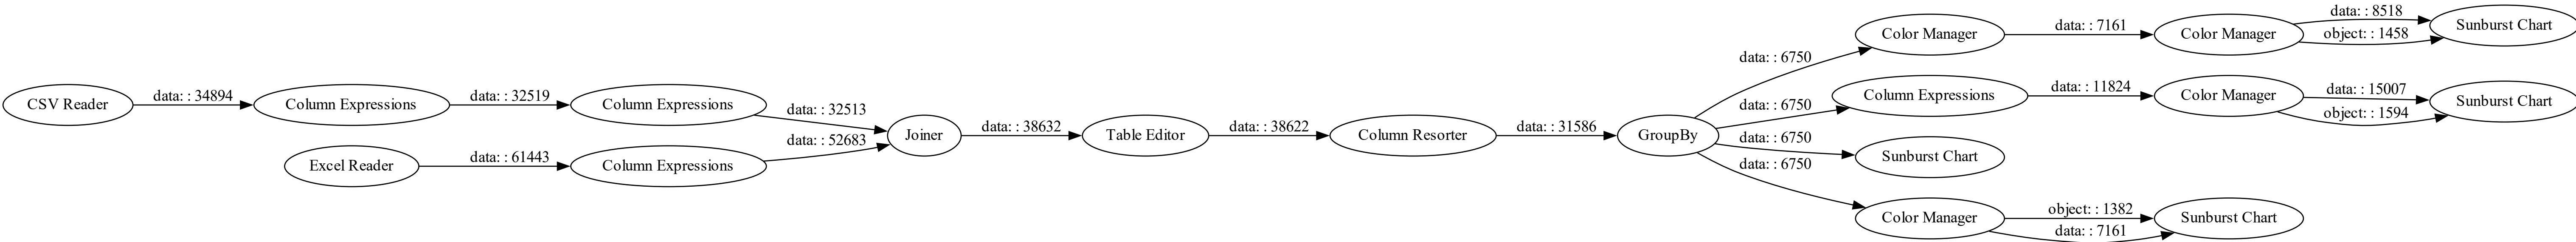 CSV Reader
data: : 34894
Column Expressions
data: : 32519
Column Expressions
data: : 32513
Excel Reader
data: : 61443
Column Expressions
data: : 52683
Joiner
data: : 38632
Table Editor
data: : 38622
Column Resorter
data: : 31586
GroupBy
data: : 6750
Color Manager
data: : 7161
Color Manager
data: : 8518
object: : 1458
Sunburst Chart
data: : 6750
Column Expressions
data: : 11824
Color Manager
data: : 15007
object: : 1594
Sunburst Chart
data: : 6750
Sunburst Chart
data: : 6750
Color Manager
object: : 1382
data: : 7161
Sunburst Chart